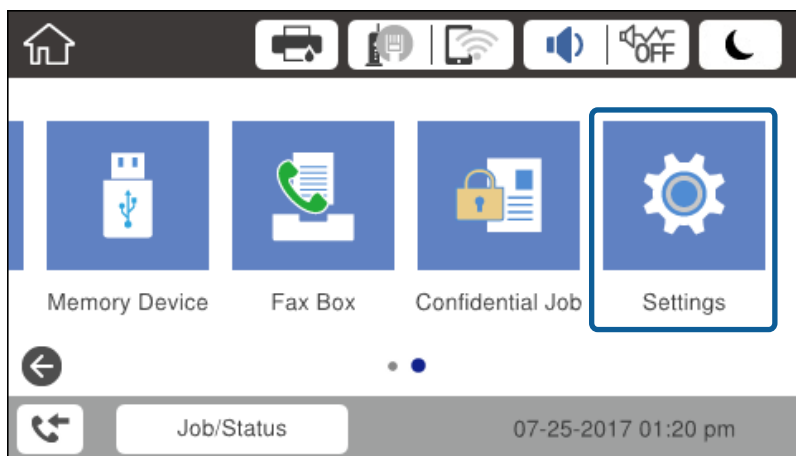 OFF
Memory Device
Fax Box
Confidential Job
Settings
Job/Status
07-25-2017 01:20 pm